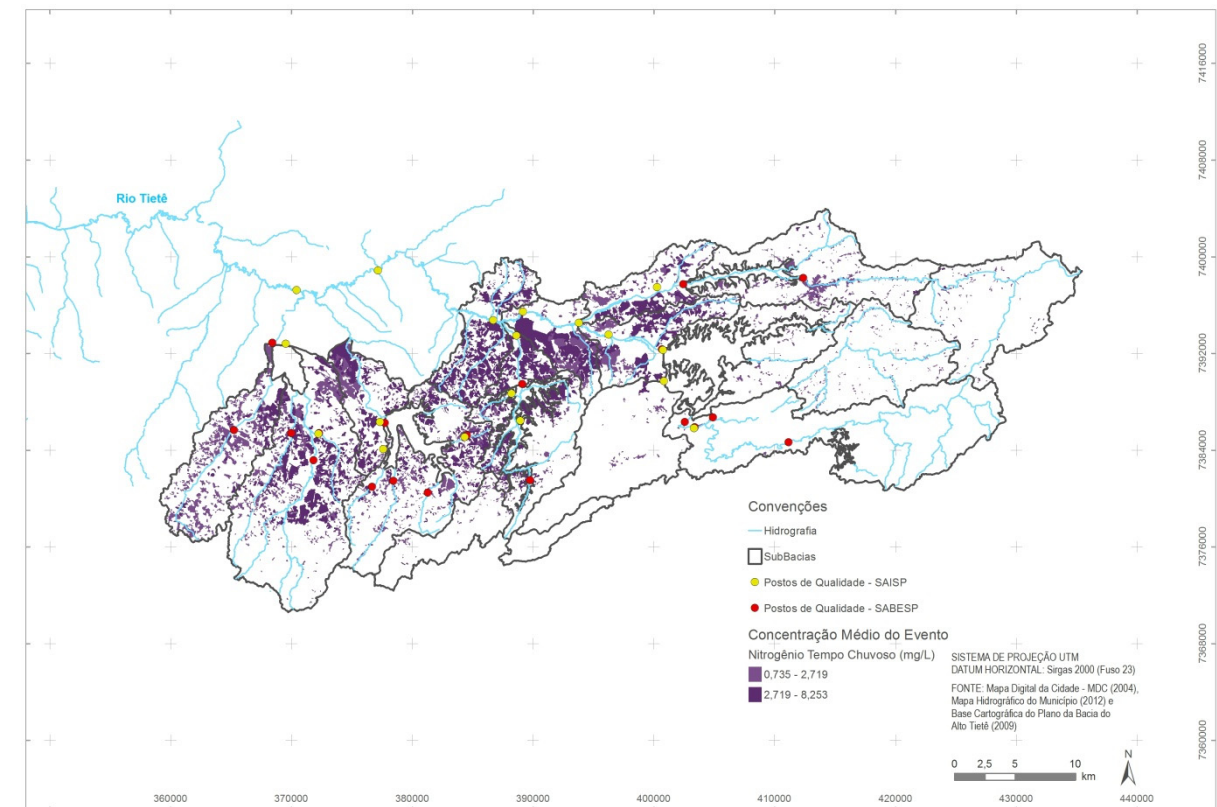 7416000
7408000
Rio Tietê
7400000
7392000
7384000
Convenções
Hidrografia
SubBacias
7376000
Postos de Qualidade - SAISP
Postos de Qualidade - SABESP
Concentração Médio do Evento
Nitrogênio Tempo Chuvoso (mg/L)
0,735 - 2,719
2,719 - 8,253
7368000
SISTEMA DE PROJEÇÃO UTM
DATUM HORIZONTAL: Sirgas 2000 (Fuso 23)
FONTE: Mapa Digital da Cidade - MDC (2004),
Mapa Hidrográfico do Município (2012) e
Base Cartográfica do Plano da Bacia do
Alto Tietê (2009)
7360000
N
0 2,5 5 10
km
360000 370000 380000 390000 400000 410000 420000 430000 440000